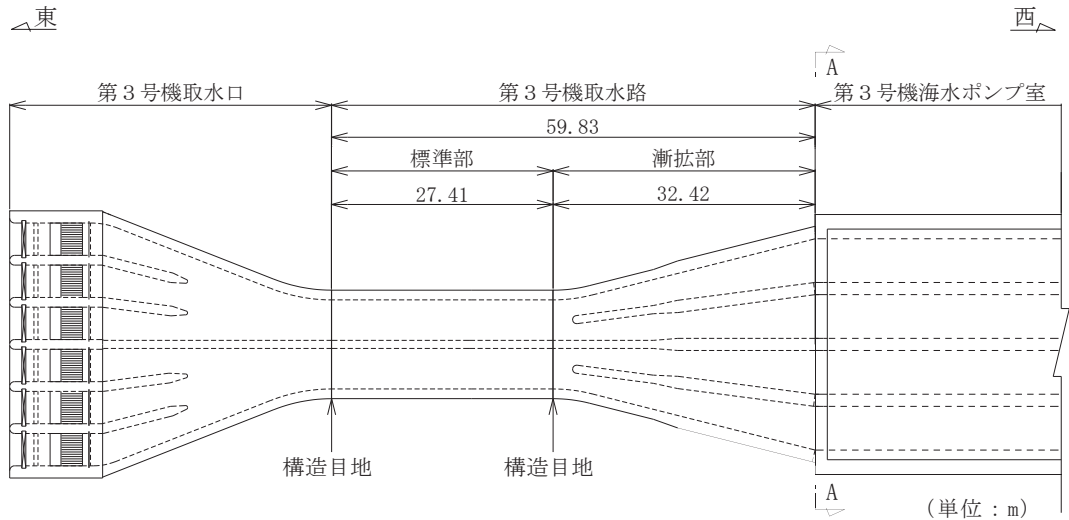 東
西
A
第3号機取水口
第3号機取水路
第3号機海水ポンプ室
59.83
標準部
漸拡部
27.41
32.42
構造目地
構造目地
A
(単位:m)